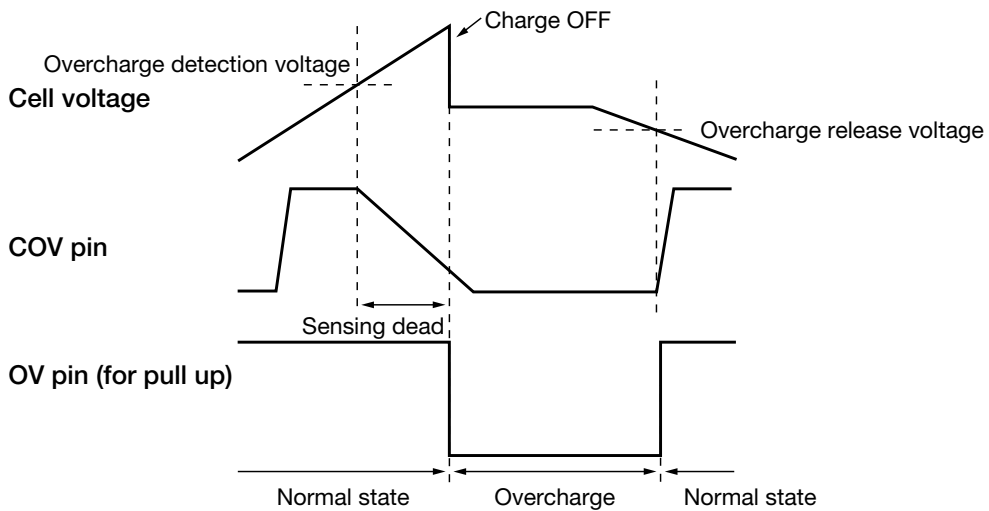 Charge OFF
Overcharge detection voltage
Cell voltage
Overcharge release voltage
COV pin
Sensing dead
OV pin (for pull up)
Normal state
Overcharge
Normal state